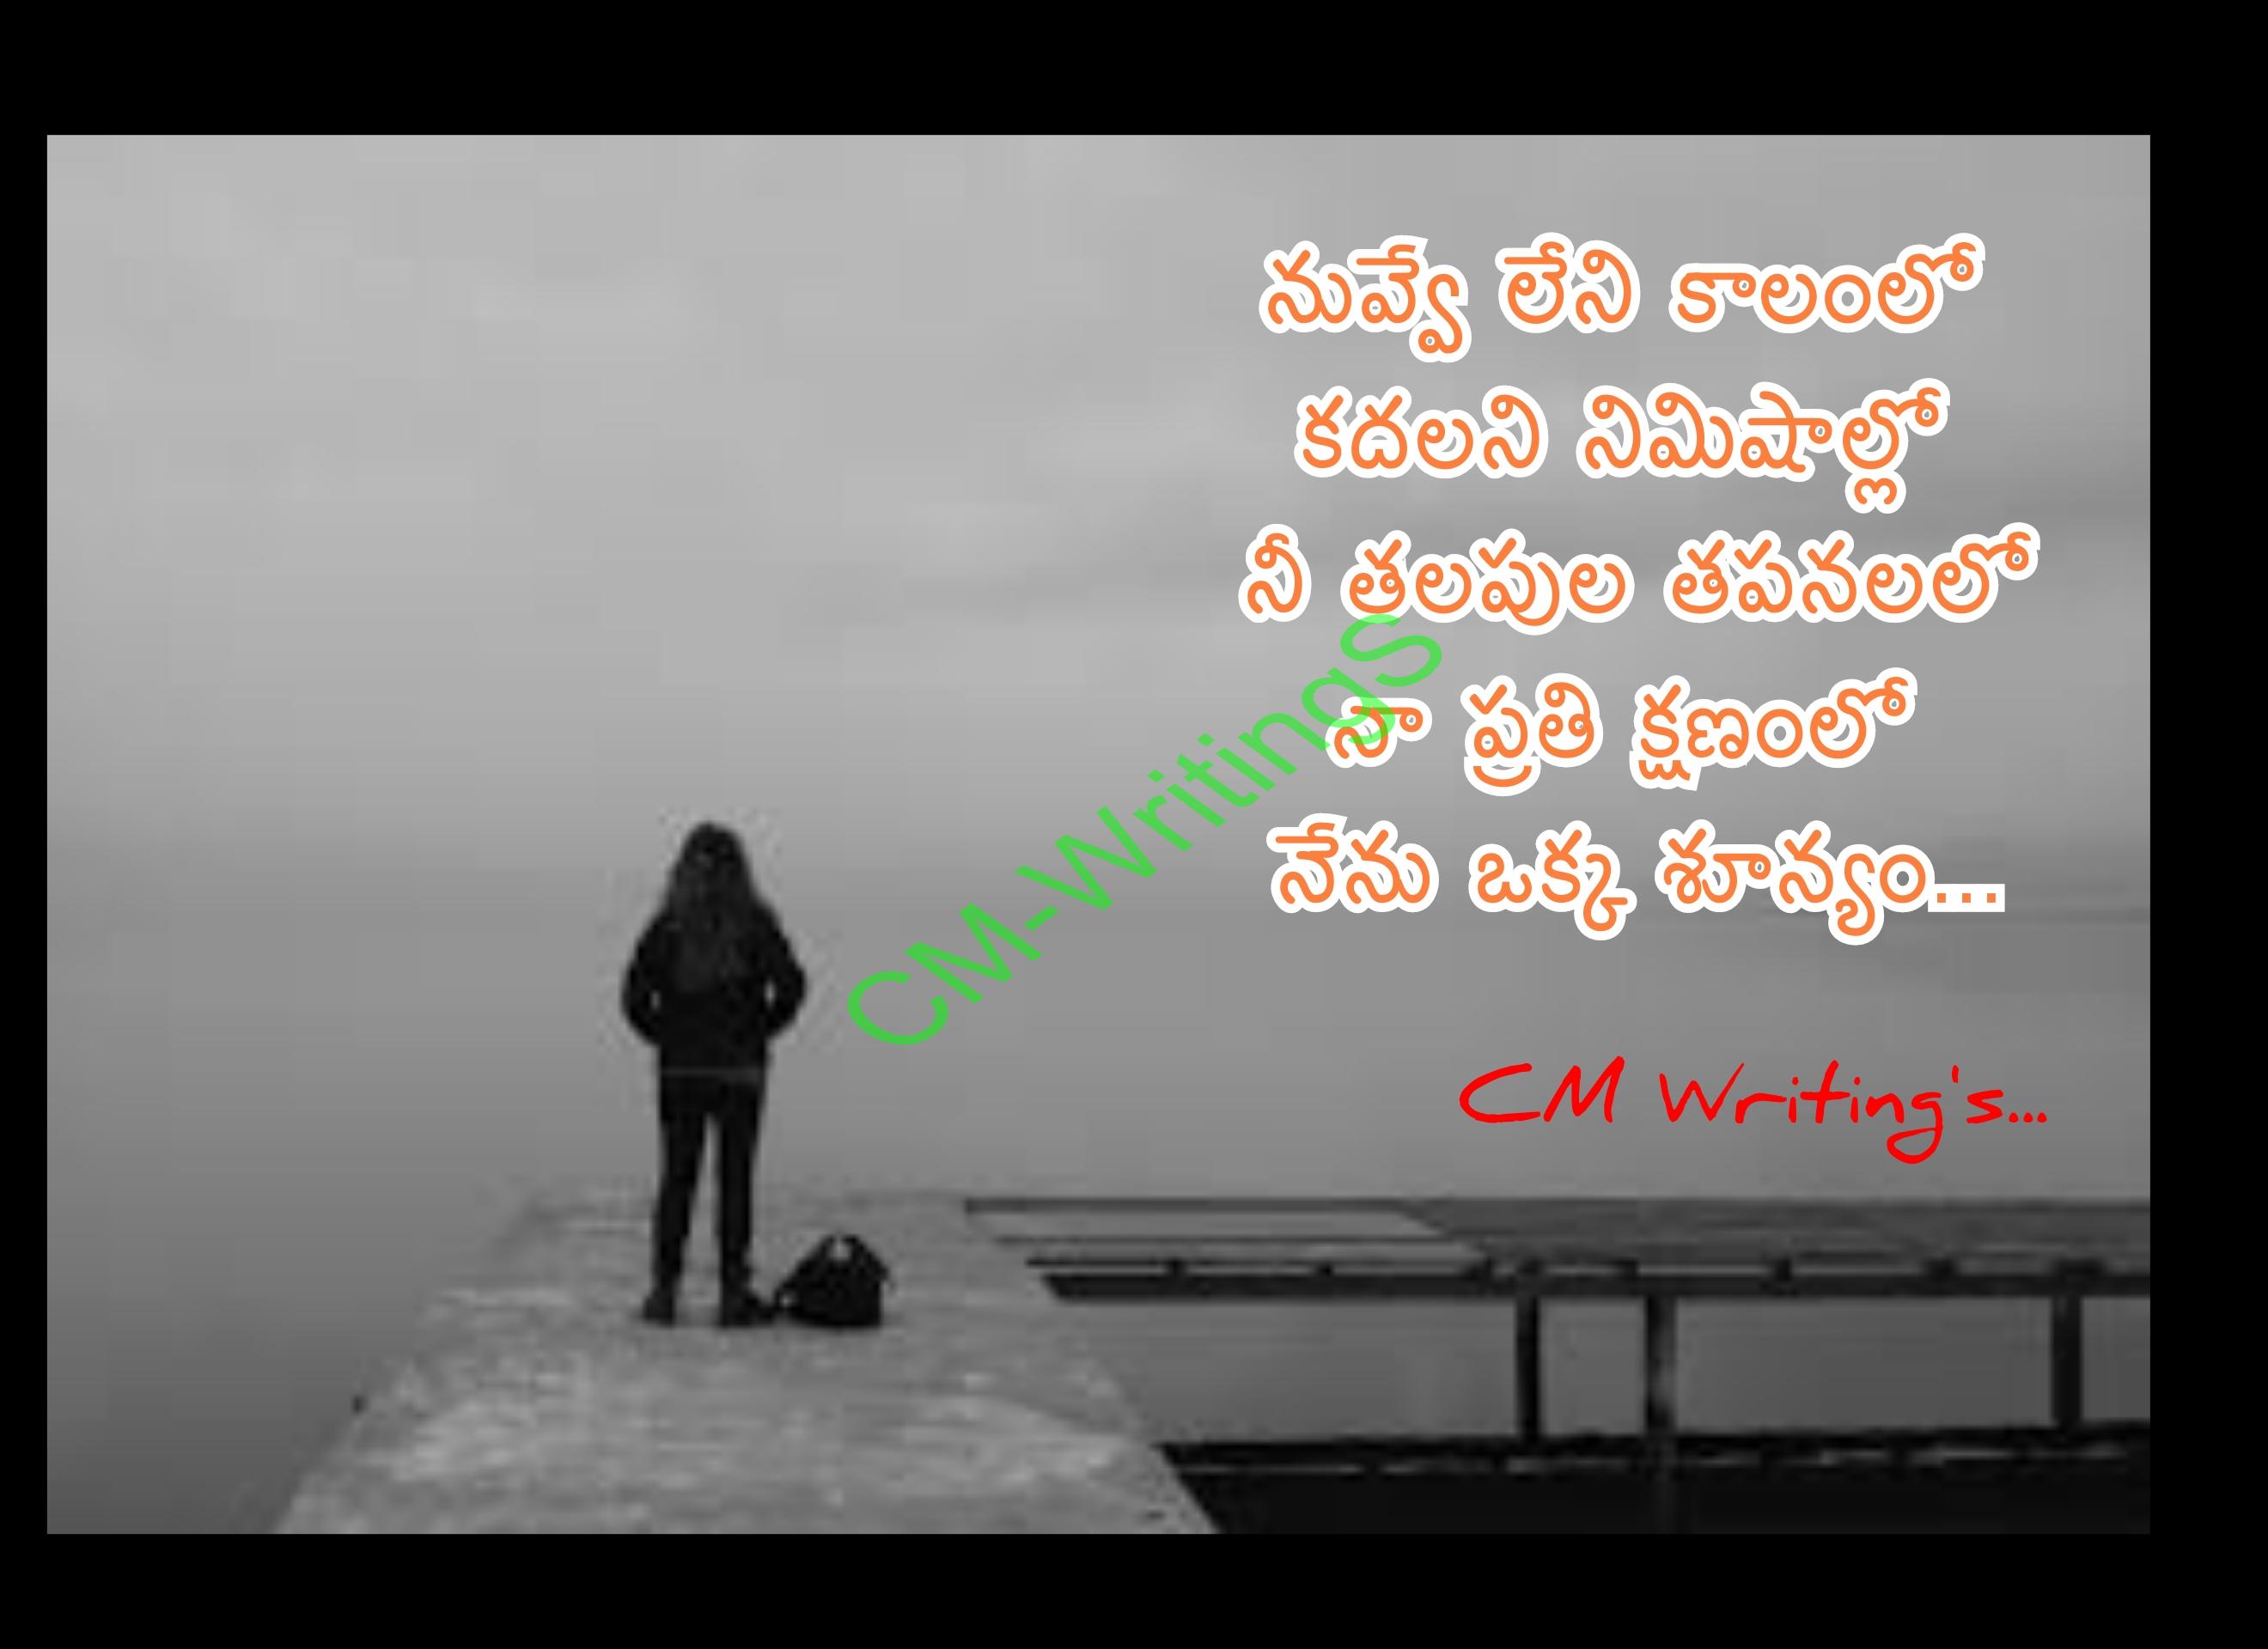 నువ్వే లేని కాలంలో
కదలని నిమిషాల్లో
నీ తలపుల తపనలలో
నా ప్రతి క్షణంలో
నేను ఒక్క శూన్యం...
CM-Writings
CM Writing's...